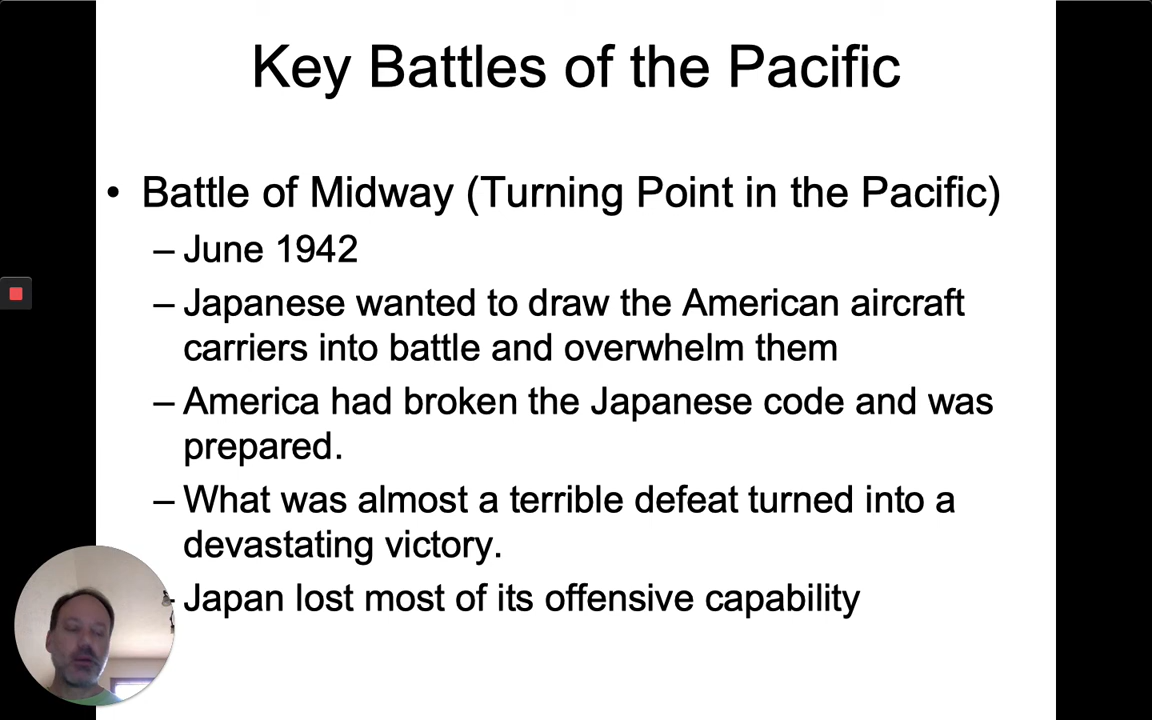 Key Battles of the Pacific
• Battle of Midway (Turning Point in the Pacific)
– June 1942
– Japanese wanted to draw the American aircraft
carriers into battle and overwhelm them
– America had broken the Japanese code and was
prepared.
– What was almost a terrible defeat turned into a
devastating victory.
- Japan lost most of its offensive capability